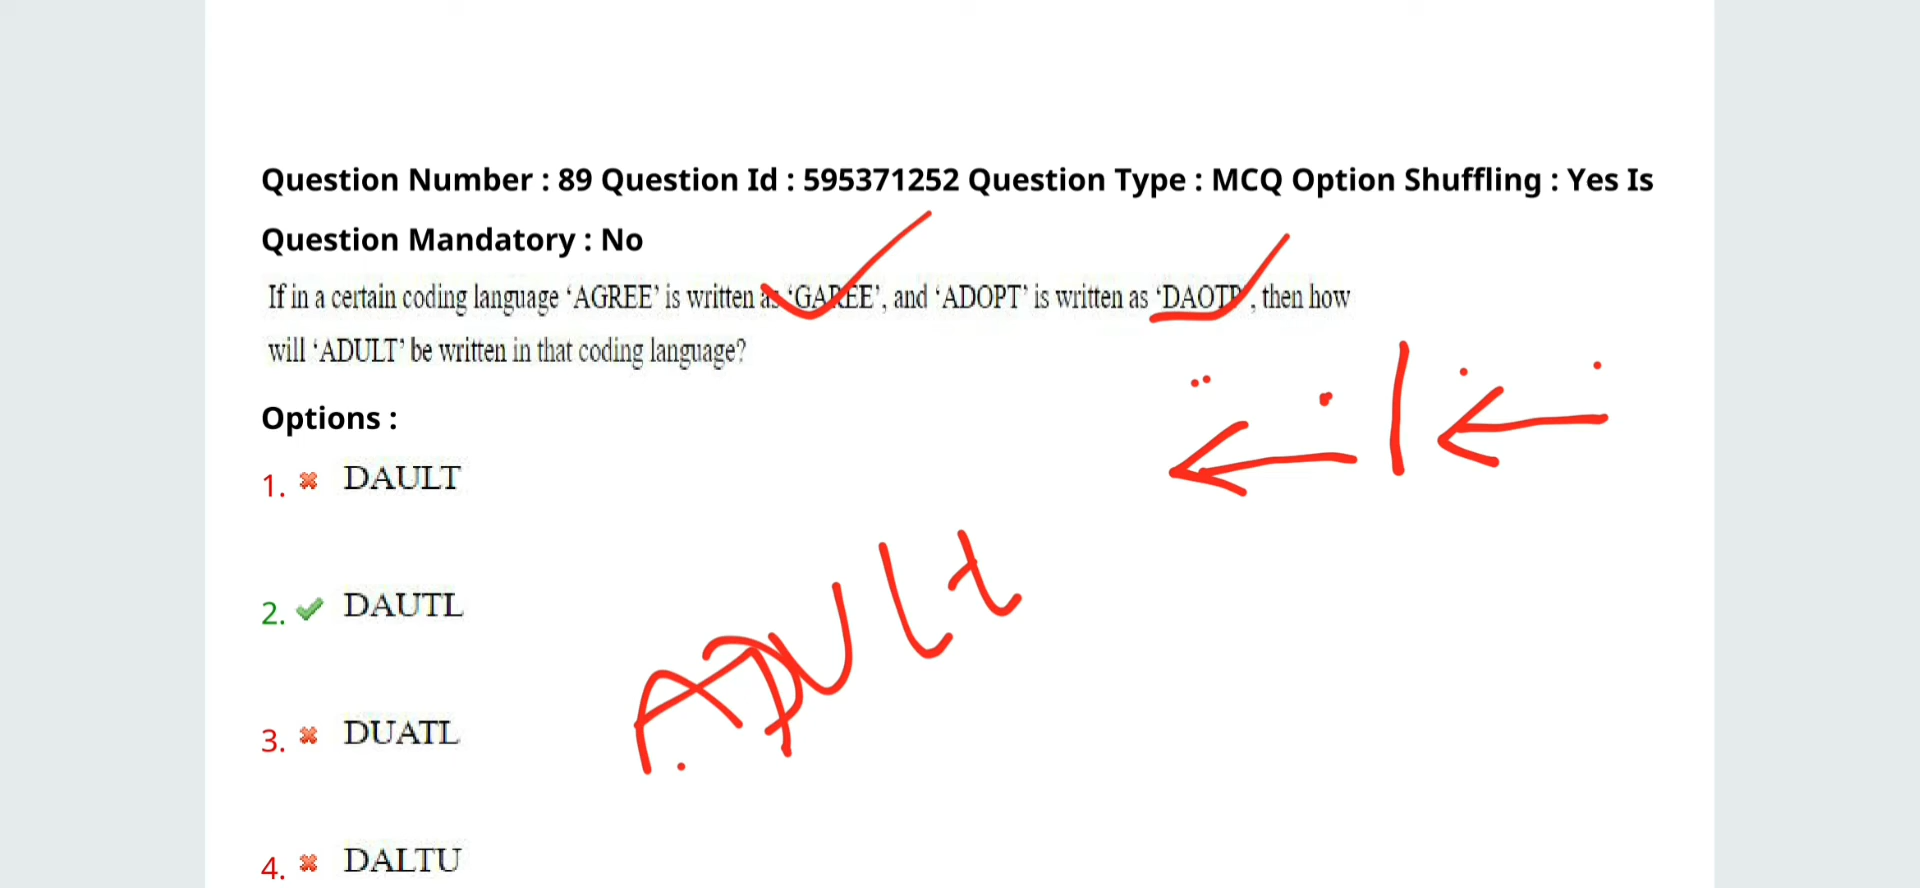 Question Number : 89 Question Id : 595371252 Question Type : MCQ Option Shuffling : Yes Is
Question Mandatory : No
If in a certain coding language ‘AGREE’ is written as ‘GAREE’, and ‘ADOPT’ is written as ‘DAOTP’, then how
will ‘ADULT’ be written in that coding language?
Options :
1. DAULT
2. DAUTL
ADULt
3. DUATL
4. DALTU